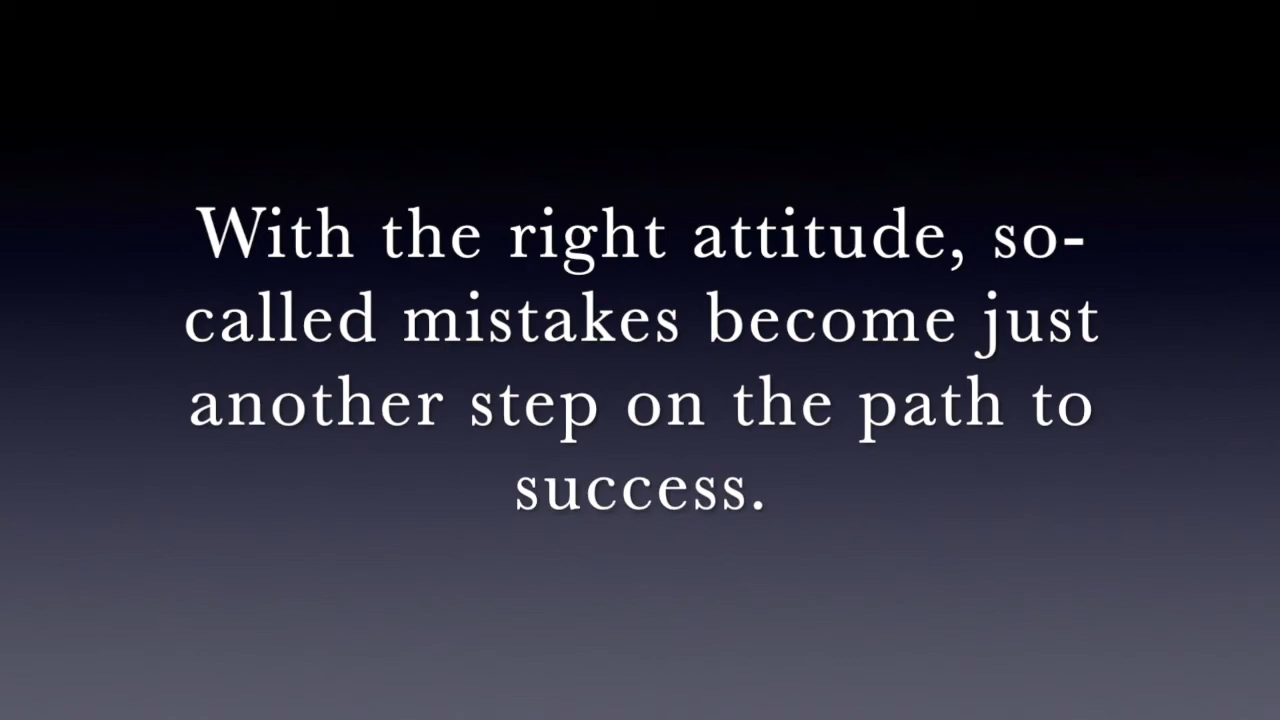 With the right attitude, so-
called mistakes become just
another step on the path to
success.